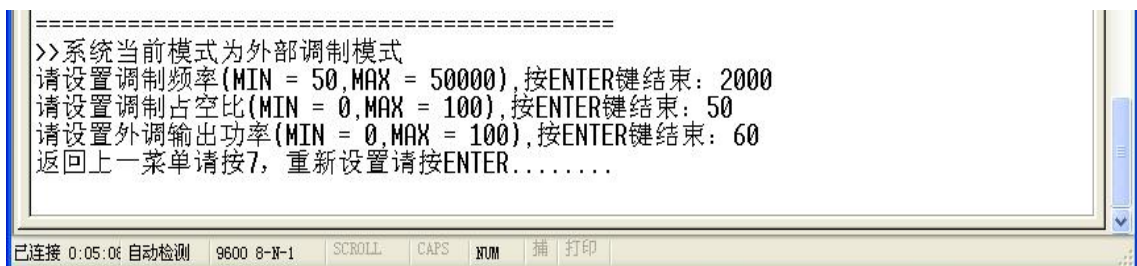 ============================================
>>系统当前模式为外部调制模式
请设置调制频率(MIN = 50,MAX = 50000),按ENTER键结束: 2000
请设置调制占空比(MIN = 0,MAX = 100),按ENTER键结束: 50
请设置外调输出功率(MIN = 0,MAX = 100),按ENTER键结束: 60
返回上一菜单请按7, 重新设置请按ENTER........
已连接 0:05:08 自动检测 9600 8-N-1 SCROLL CAPS NUM 捕 打印